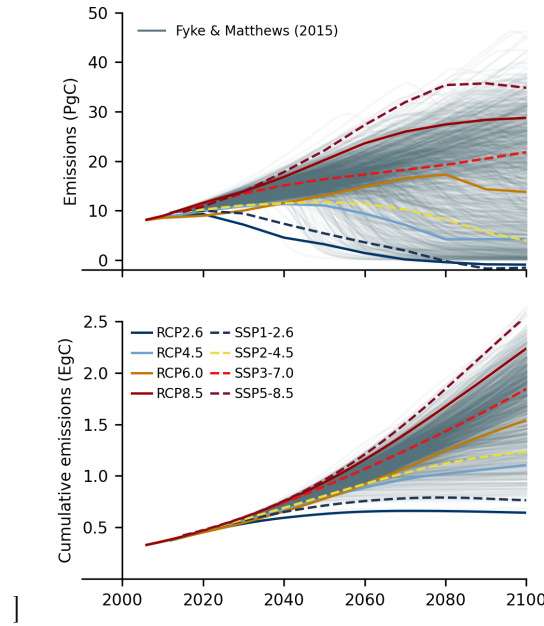 50
Fyke & Matthews (2015)
40
30
20
10
0
Emissions (PgC)
2.5
RCP2.6 SSP1-2.6
RCP4.5 SSP2-4.5
2.0
RCP6.0 SSP3-7.0
RCP8.5 SSP5-8.5
1.5
1.0
0.5
Cumulative emissions (EgC)
2000 2020 2040 2060 2080 2100
]